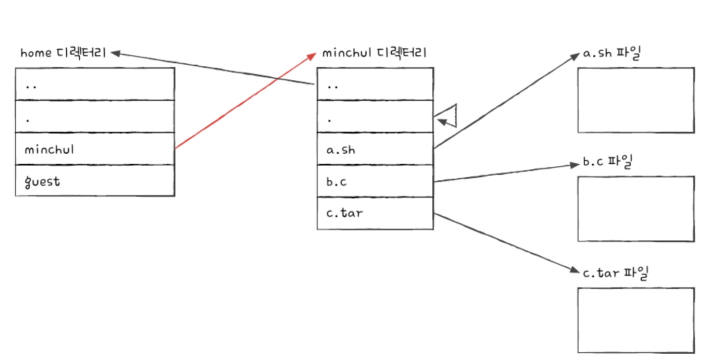 home 디렉터리
..
.
minchul
guest
minchul 디렉터리
..
.
a.sh
b.c
c.tar
a.sh 파일
b.c 파일
c.tar 파일